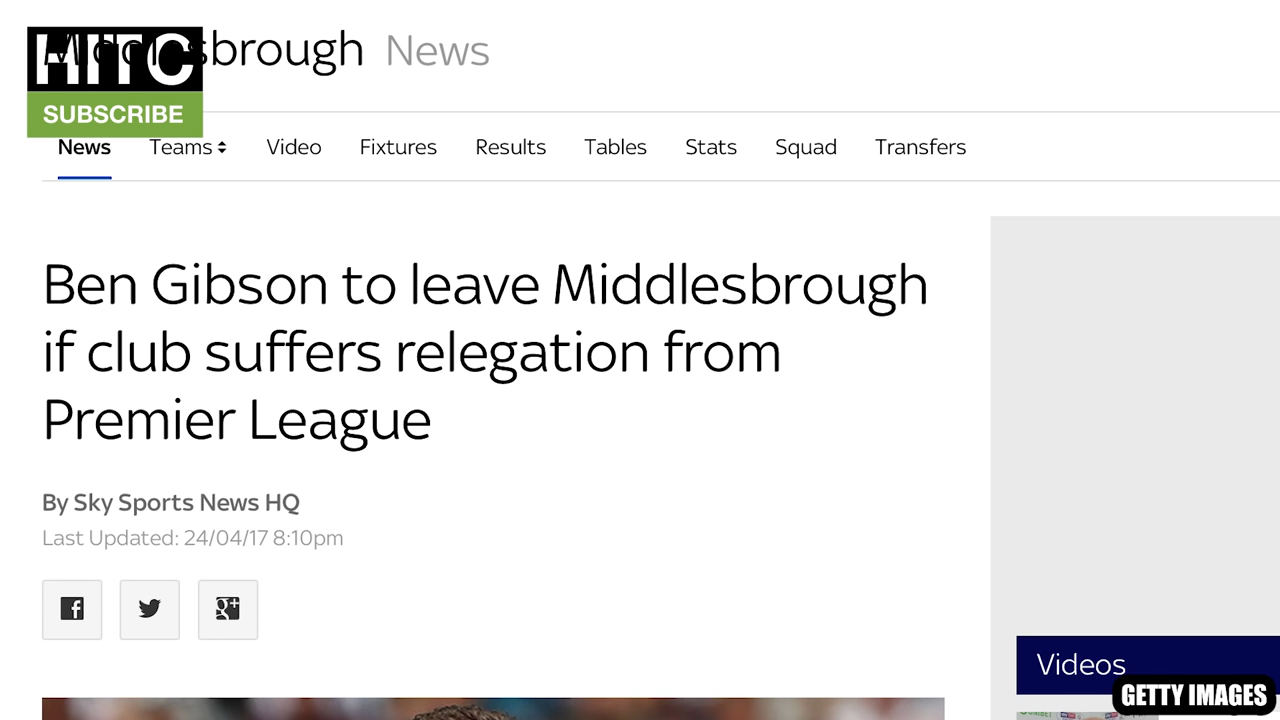 HITC
SUBSCRIBE
Middlesbrough News
News Teams Video Fixtures Results Tables Stats Squad Transfers
Ben Gibson to leave Middlesbrough
if club suffers relegation from
Premier League
By Sky Sports News HQ
Last Updated: 24/04/17 8:10pm
Videos
GETTY IMAGES